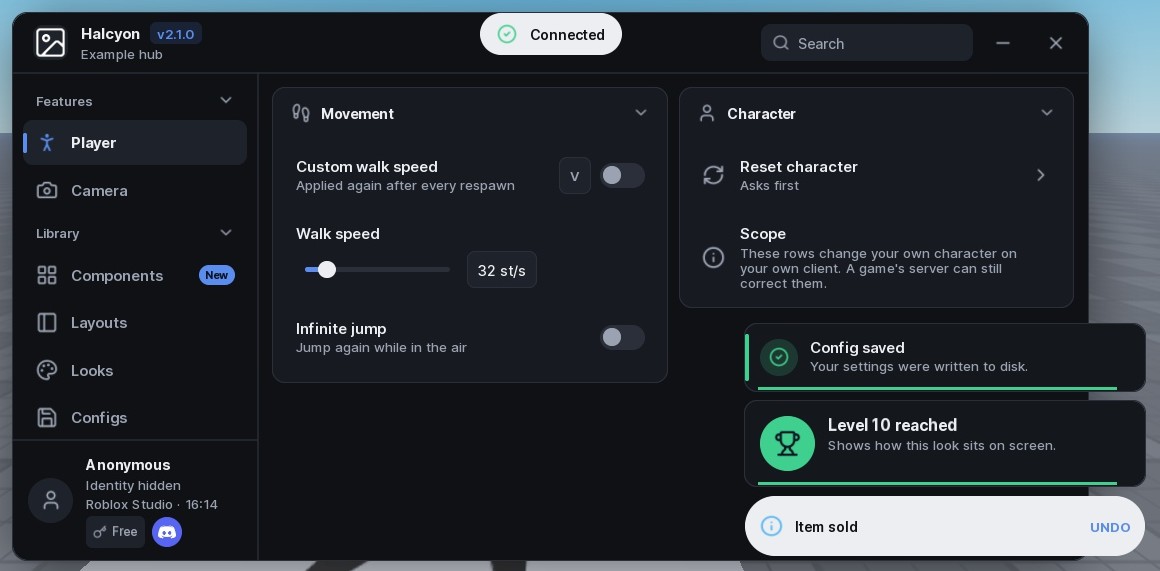 Halcyon v2.1.0
Example hub
Connected
Search
Features
Player
Camera
Library
Components New
Layouts
Looks
Configs
Anonymous
Identity hidden
Roblox Studio · 16:14
Free
Movement
Custom walk speed
Applied again after every respawn
V
Walk speed
32 st/s
Infinite jump
Jump again while in the air
Character
Reset character
Asks first
Scope
These rows change your own character on
your own client. A game's server can still
correct them.
Config saved
Your settings were written to disk.
Level 10 reached
Shows how this look sits on screen.
Item sold UNDO